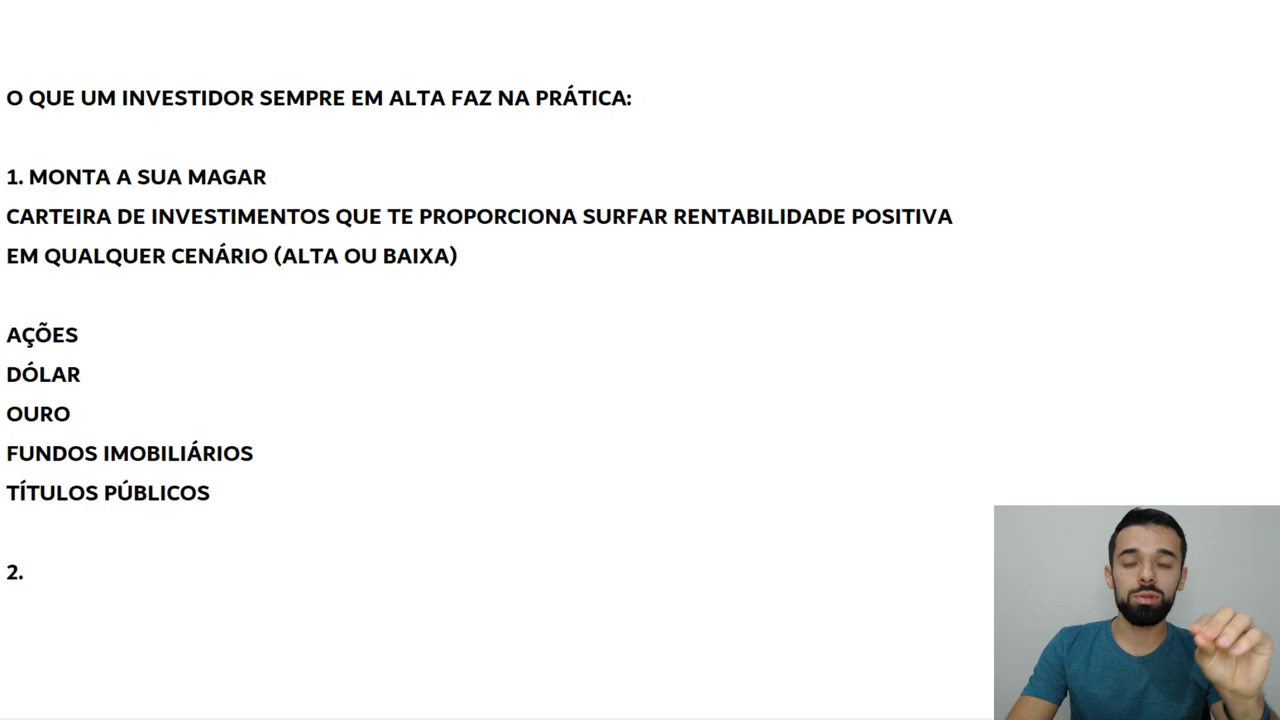 O QUE UM INVESTIDOR SEMPRE EM ALTA FAZ NA PRÁTICA:
1. MONTA A SUA MAGAR
CARTEIRA DE INVESTIMENTOS QUE TE PROPORCIONA SURFAR RENTABILIDADE POSITIVA
EM QUALQUER CENÁRIO (ALTA OU BAIXA)
AÇÕES
DÓLAR
OURO
FUNDOS IMOBILIÁRIOS
TÍTULOS PÚBLICOS
2.